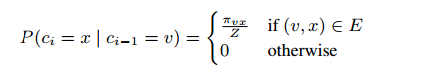 P(c_i = x | c_{i−1} = v) = { π_{vx}/Z if (v, x) ∈ E
0 otherwise